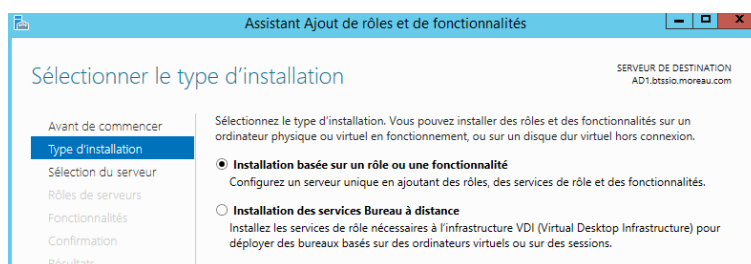 Assistant Ajout de rôles et de fonctionnalités
Sélectionner le type d'installation
SERVEUR DE DESTINATION
AD1.btssio.moreau.com
Avant de commencer
Type d'installation
Sélection du serveur
Rôles de serveurs
Fonctionnalités
Confirmation
Résultats
Sélectionnez le type d'installation. Vous pouvez installer des rôles et des fonctionnalités sur un
ordinateur physique ou virtuel en fonctionnement, ou sur un disque dur virtuel hors connexion.
Installation basée sur un rôle ou une fonctionnalité
Configurez un serveur unique en ajoutant des rôles, des services de rôle et des fonctionnalités.
Installation des services Bureau à distance
Installez les services de rôle nécessaires à l'infrastructure VDI (Virtual Desktop Infrastructure) pour
déployer des bureaux basés sur des ordinateurs virtuels ou sur des sessions.